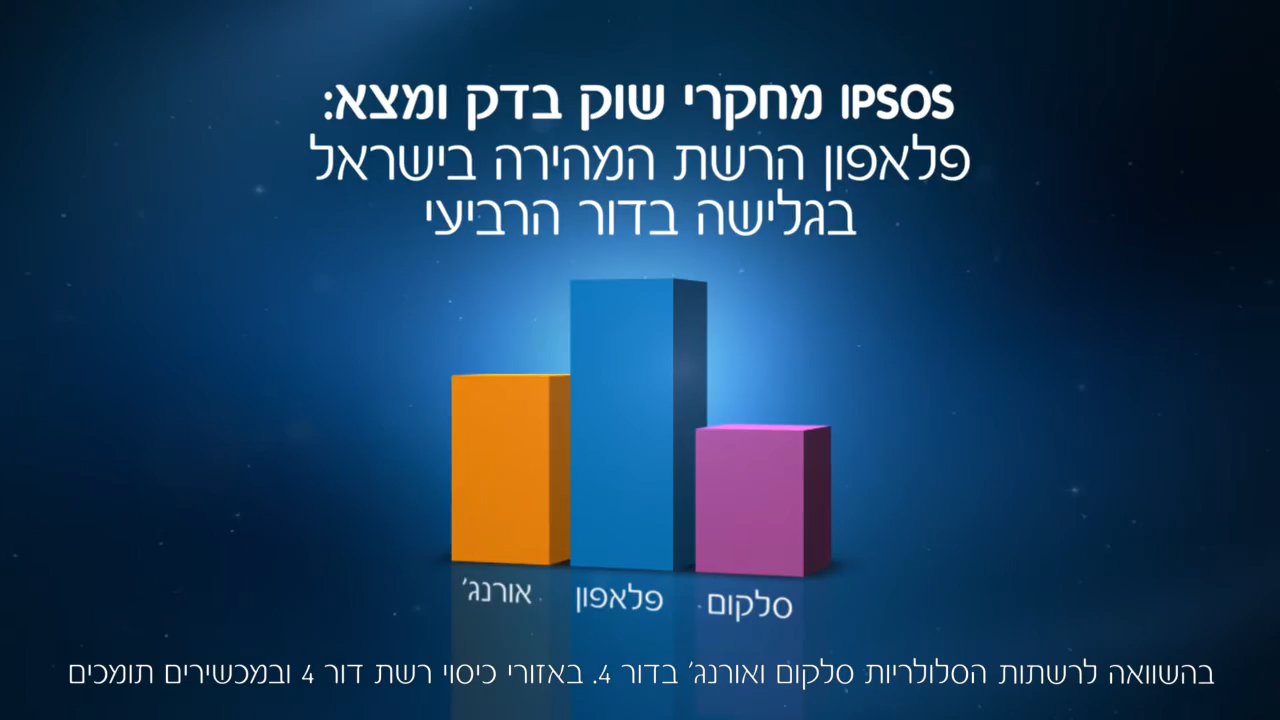 IPSOS מחקרי שוק בדק ומצא:
פלאפון הרשת המהירה בישראל
בגלישה בדור הרביעי
אורנג'
פלאפון
סלקום
בהשוואה לרשתות הסלולריות סלקום ואורנג' בדור 4. באזורי כיסוי רשת דור 4 ובמכשירים תומכים